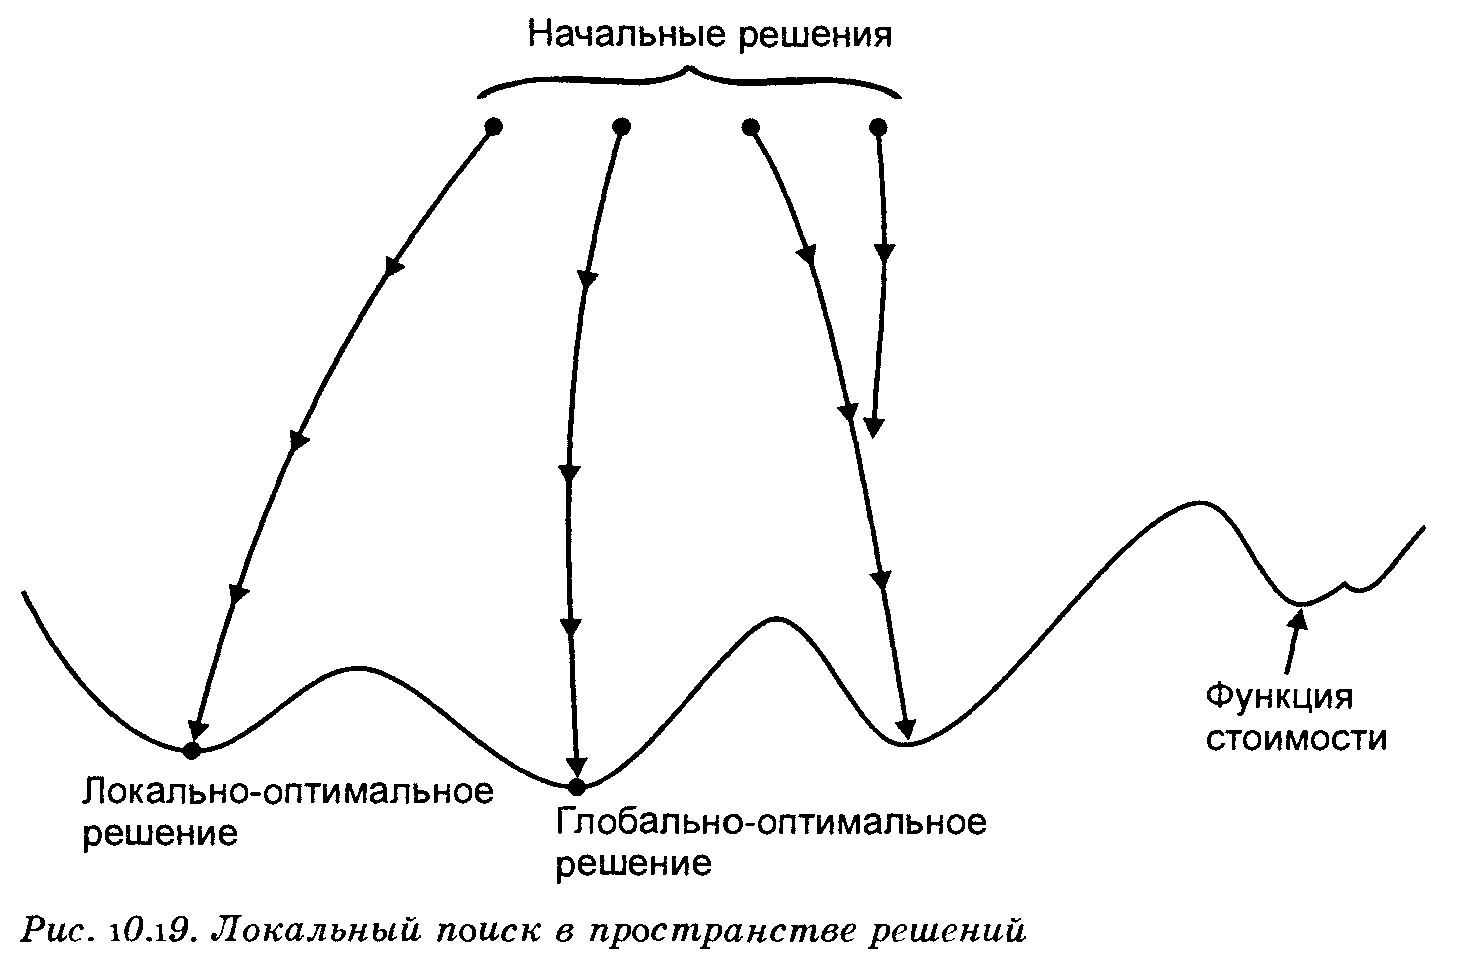 Начальные решения
Функция
стоимости
Локально-оптимальное
решение
Глобально-оптимальное
решение
Рис. 10.19. Локальный поиск в пространстве решений